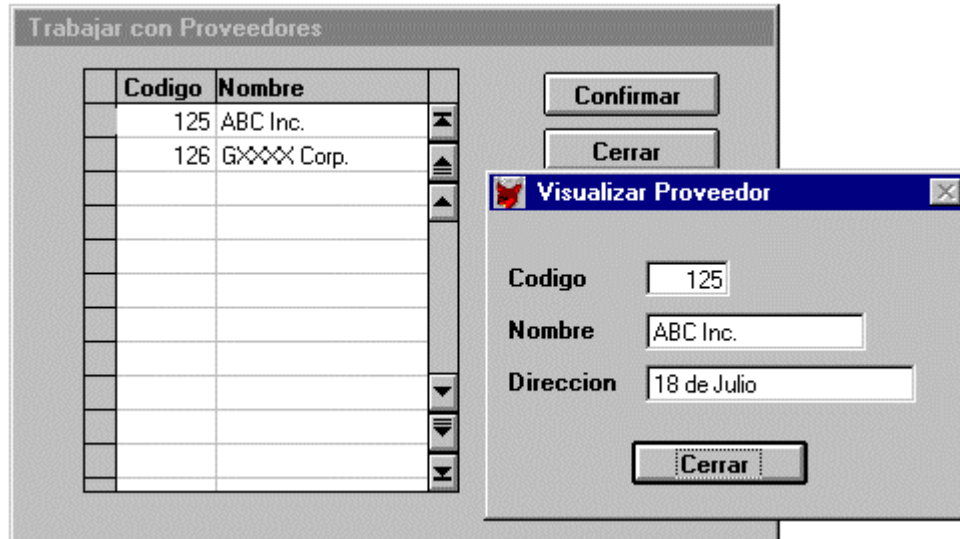 Trabajar con Proveedores
Codigo Nombre
125 ABC Inc.
126 GXXXX Corp.
Confirmar
Cerrar
Visualizar Proveedor
Codigo 125
Nombre ABC Inc.
Direccion 18 de Julio
Cerrar